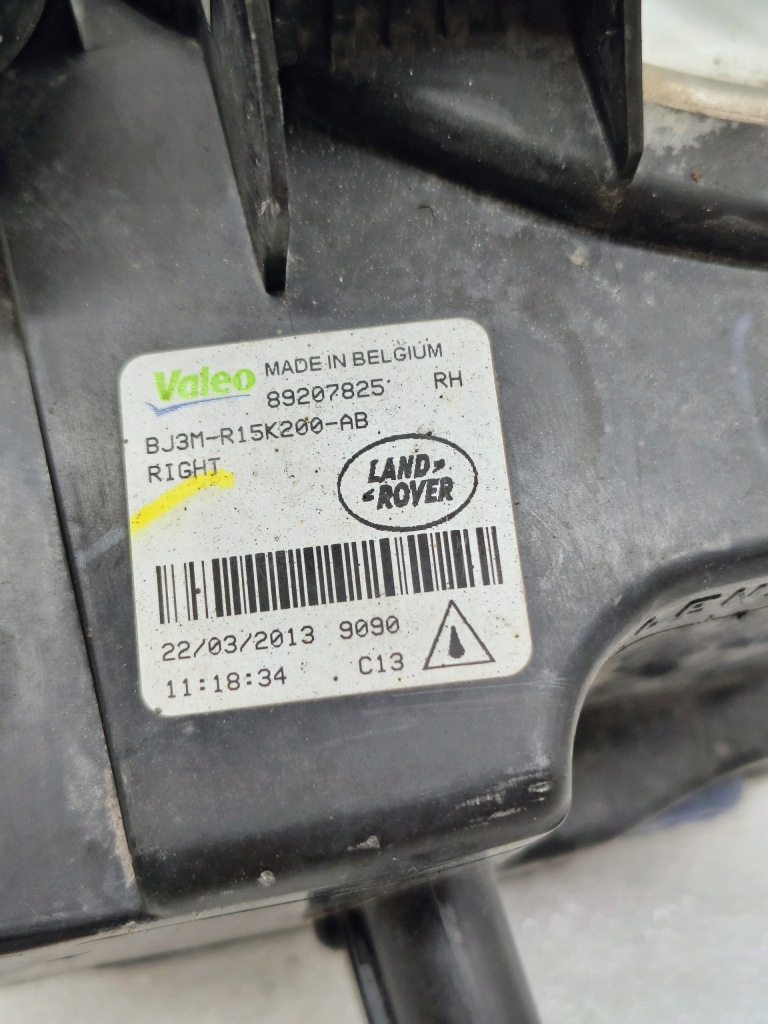 Valeo MADE IN BELGIUM
89207825 RH
BJ3M-R15K200-AB
RIGHT
LAND
ROVER
22/03/2013 9090
11:18:34 C13